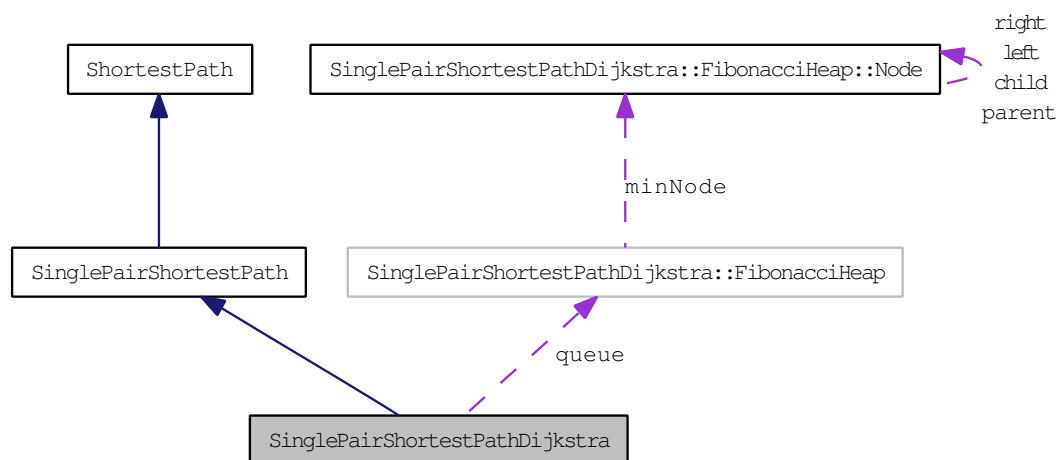 right
left
child
parent
ShortestPath
SinglePairShortestPathDijkstra::FibonacciHeap::Node
minNode
SinglePairShortestPath
SinglePairShortestPathDijkstra::FibonacciHeap
queue
SinglePairShortestPathDijkstra